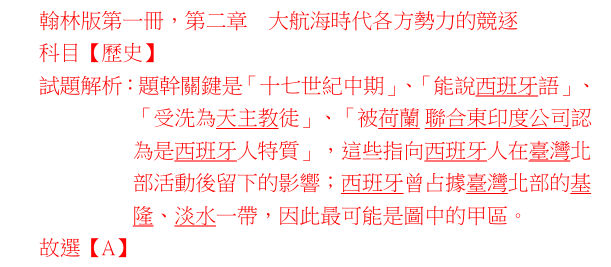 翰林版第一冊，第二章　大航海時代各方勢力的競逐
科目【歷史】
試題解析：題幹關鍵是「十七世紀中期」、「能說西班牙語」、
「受洗為天主教徒」、「被荷蘭 聯合東印度公司認
為是西班牙人特質」，這些指向西班牙人在臺灣北
部活動後留下的影響；西班牙曾占據臺灣北部的基
隆、淡水一帶，因此最可能是圖中的甲區。
故選【A】